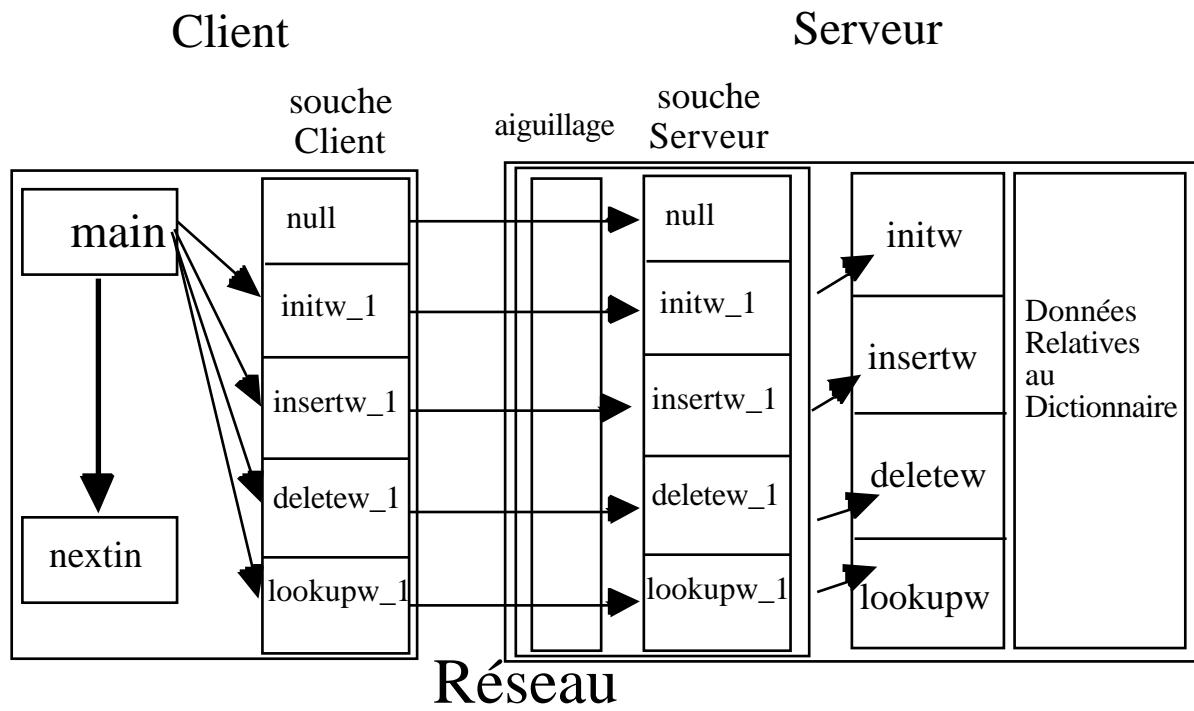 Client
Serveur
souche
Client
aiguillage
souche
Serveur
main
nextin
null
initw_1
insertw_1
deletew_1
lookupw_1
null
initw_1
insertw_1
deletew_1
lookupw_1
initw
insertw
deletew
lookupw
Données
Relatives
au
Dictionnaire
Réseau